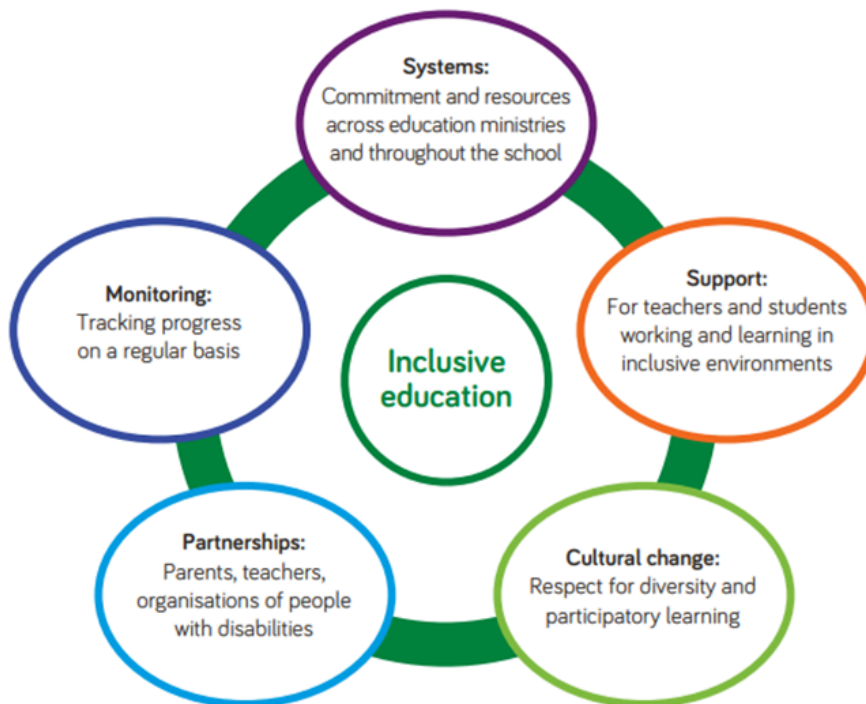 Systems:
Commitment and resources
across education ministries
and throughout the school
Support:
For teachers and students
working and learning in
inclusive environments
Monitoring:
Tracking progress
on a regular basis
Inclusive
education
Partnerships:
Parents, teachers,
organisations of people
with disabilities
Cultural change:
Respect for diversity and
participatory learning